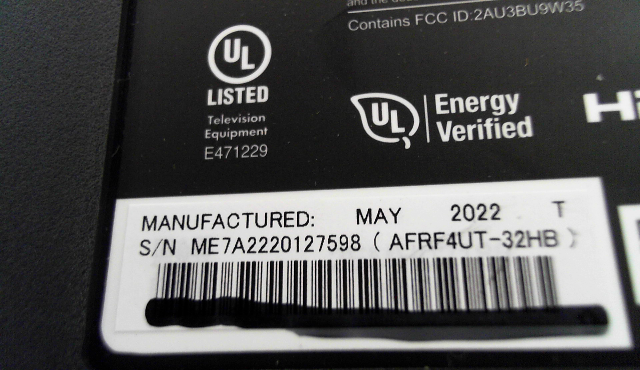 Contains FCC ID:2AU3BU9W35
UL
LISTED
Television
Equipment
E471229
UL
Energy
Verified
MANUFACTURED: MAY 2022 T
S/N ME7A2220127598 ( AFRF4UT-32HB )